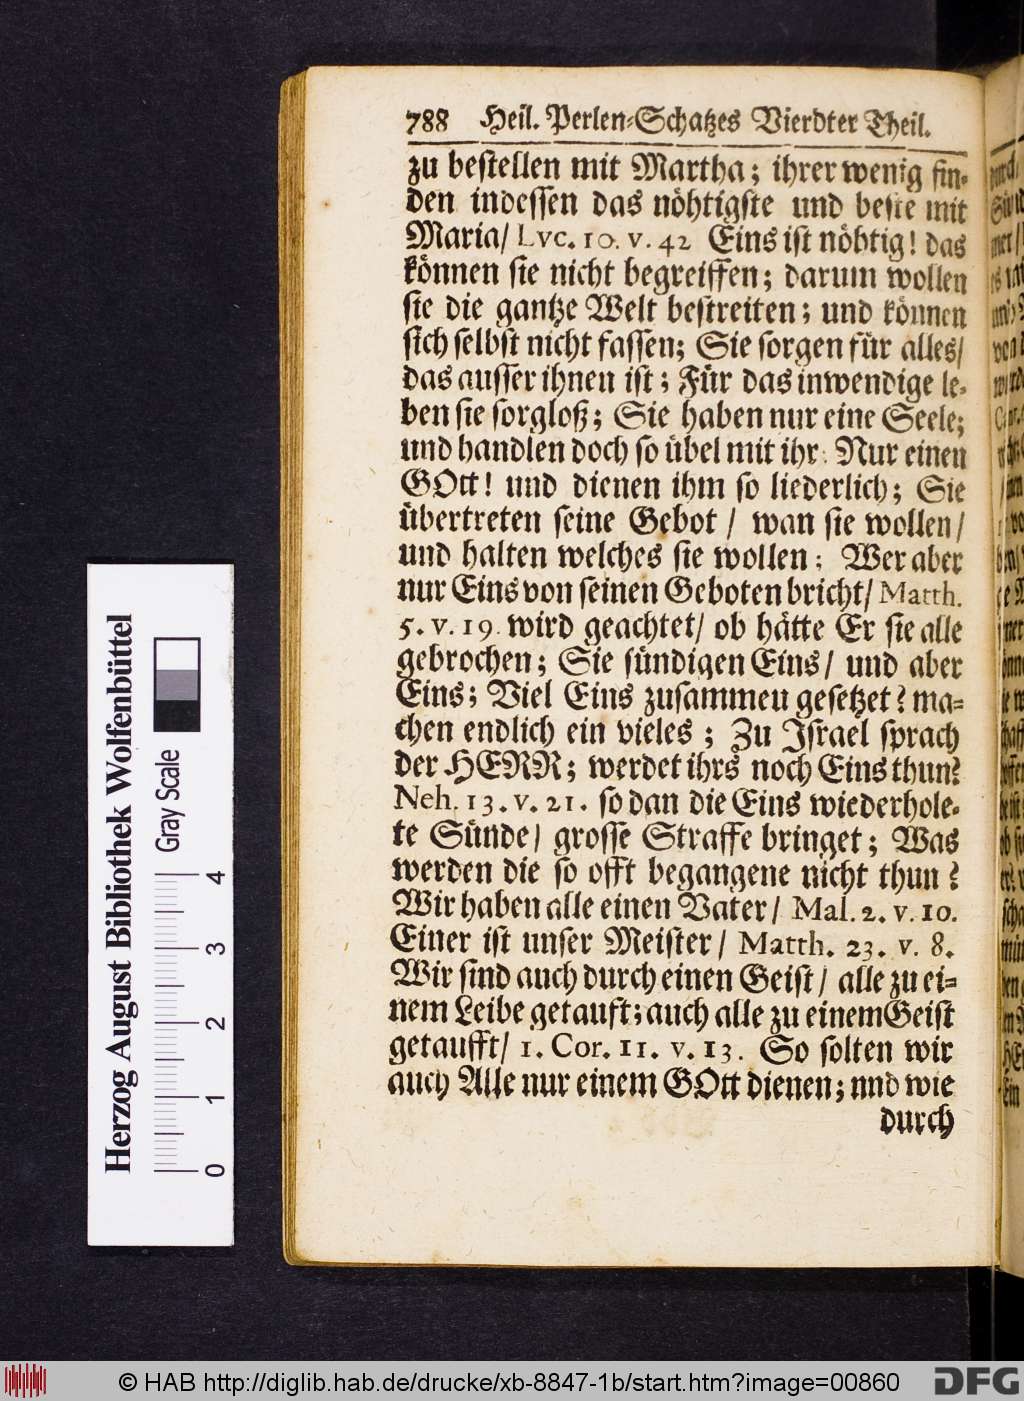 788 Heil. Perlen-Schatzes Vierdter Theil.
zu bestellen mit Martha; ihrer wenig fin-
den indessen das nöhtigste und beste mit
Maria/ Lvc. 10. v. 42 Eins ist nöhtig! das
können sie nicht begreiffen; darum wollen
sie die gantze Welt bestreiten; und können
sich selbst nicht fassen; Sie sorgen für alles/
das ausser ihnen ist; Für das inwendige le-
ben sie sorgloß; Sie haben nur eine Seele;
und handlen doch so übel mit ihr: Nur einen
GOtt! und dienen ihm so liederlich; Sie
übertreten seine Gebot / wan sie wollen/
und halten welches sie wollen: Wer aber
nur Eins von seinen Geboten bricht/ Matth.
5. v. 19. wird geachtet/ ob hätte Er sie alle
gebrochen; Sie sündigen Eins/ und aber
Eins; Viel Eins zusammeu gesetzet? ma-
chen endlich ein vieles; Zu Israel sprach
der HERR; werdet ihrs noch Eins thun?
Neh. 13. v. 21. so dan die Eins wiederhole-
te Sünde/ grosse Straffe bringet; Was
werden die so offt begangene nicht thun?
Wir haben alle einen Vater/ Mal. 2. v. 10.
Einer ist unser Meister/ Matth. 23. v. 8.
Wir sind auch durch einen Geist/ alle zu ei-
nem Leibe getauft; auch alle zu einem Geist
getaufft/ 1. Cor. 11. v. 13. So solten wir
auch Alle nur einem GOtt dienen; nnd wie
durch
Herzog August Bibliothek Wolfenbüttel
Gray Scale
0 1 2 3 4
© HAB http://diglib.hab.de/drucke/xb-8847-1b/start.htm?image=00860
DFG